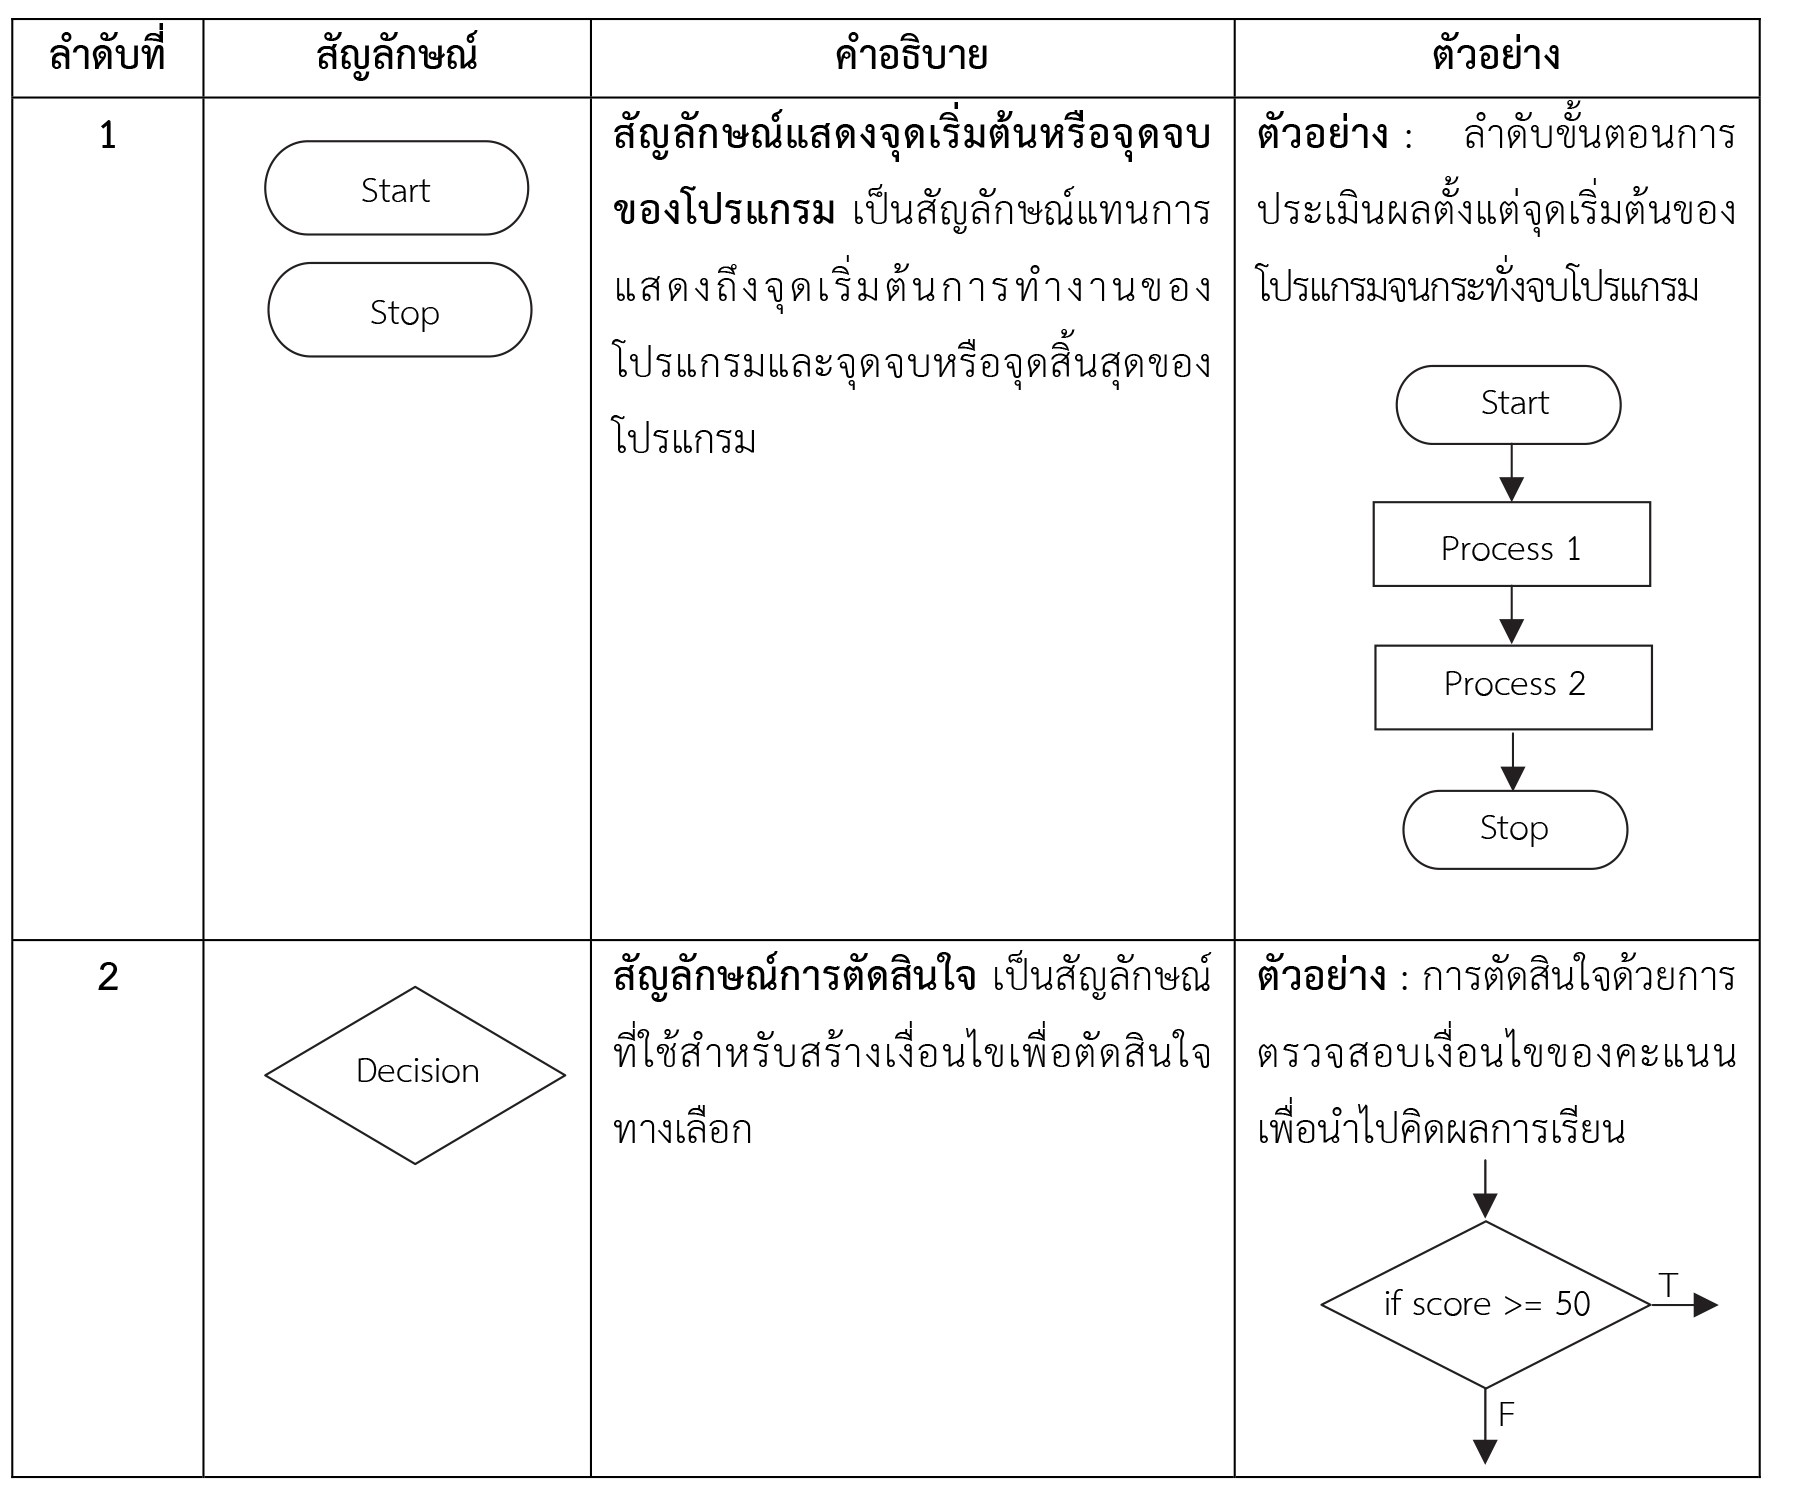 ลำดับที่ สัญลักษณ์ คำอธิบาย ตัวอย่าง
1
Start
Stop
สัญลักษณ์แสดงจุดเริ่มต้นหรือจุดจบ
ของโปรแกรม เป็นสัญลักษณ์แทนการ
แสดงถึงจุดเริ่มต้นการทำงานของ
โปรแกรมและจุดจบหรือจุดสิ้นสุดของ
โปรแกรม
ตัวอย่าง : ลำดับขั้นตอนการ
ประเมินผลตั้งแต่จุดเริ่มต้นของ
โปรแกรมจนกระทั่งจบโปรแกรม
Start
Process 1
Process 2
Stop
2
Decision
สัญลักษณ์การตัดสินใจ เป็นสัญลักษณ์
ที่ใช้สำหรับสร้างเงื่อนไขเพื่อตัดสินใจ
ทางเลือก
ตัวอย่าง : การตัดสินใจด้วยการ
ตรวจสอบเงื่อนไขของคะแนน
เพื่อนำไปคิดผลการเรียน
if score >= 50
T
F